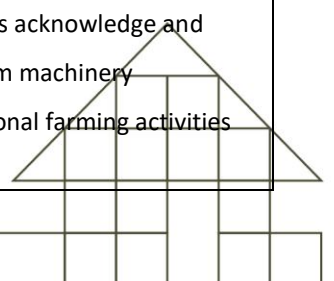 s acknowledge and
m machinery
onal farming activities